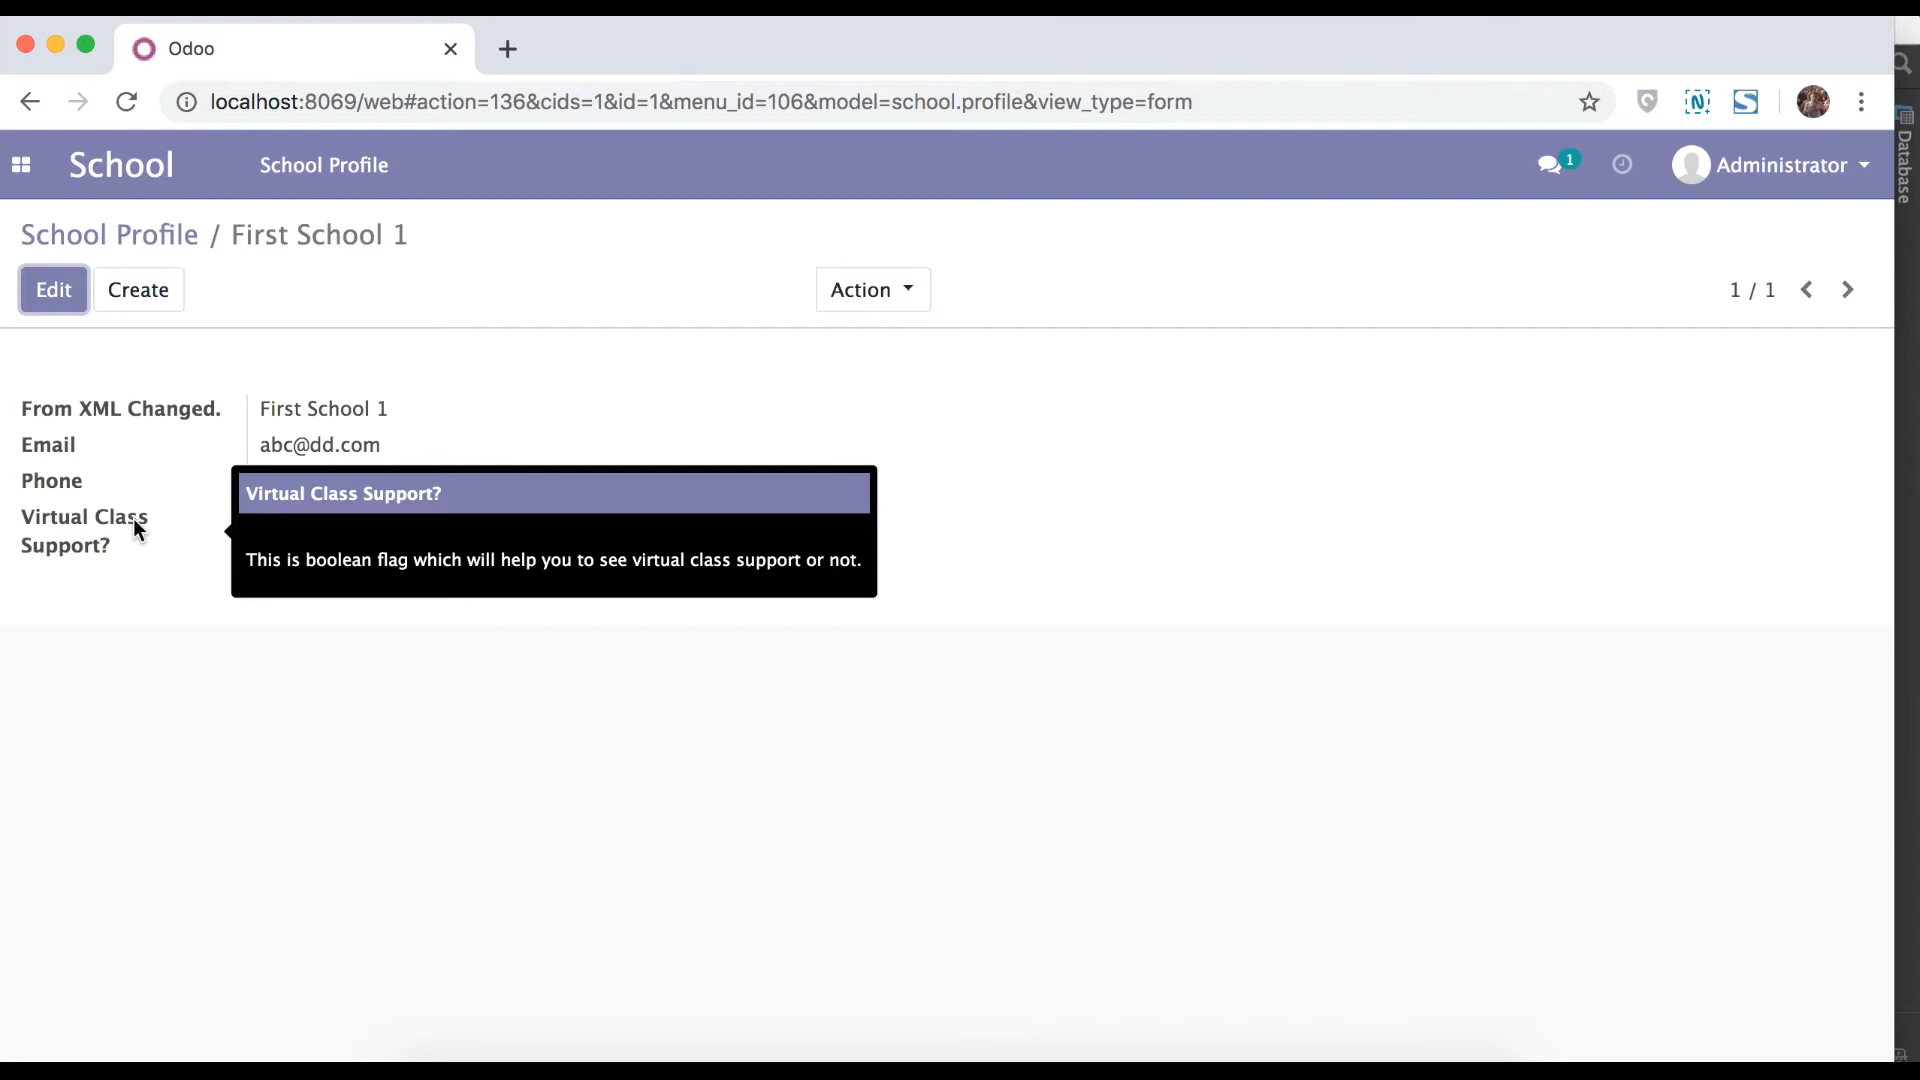 Odoo
localhost:8069/web#action=136&cids=1&id=1&menu_id=106&model=school.profile&view_type=form
School School Profile 1 Administrator
Database
School Profile / First School 1
Edit Create Action 1 / 1
From XML Changed. First School 1
Email abc@dd.com
Phone
Virtual Class
Support?
Virtual Class Support?
This is boolean flag which will help you to see virtual class support or not.